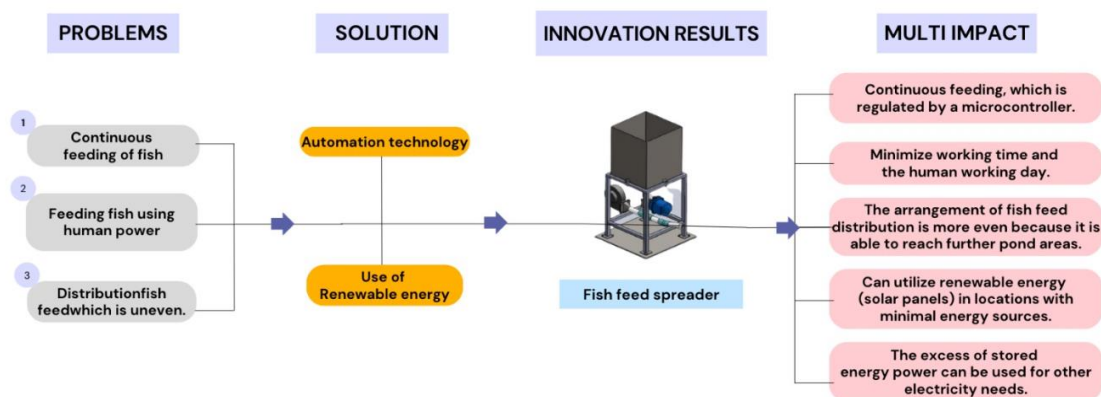 PROBLEMS
SOLUTION
INNOVATION RESULTS
MULTI IMPACT
1
Continuous
feeding of fish
2
Feeding fish using
human power
3
Distributionfish
feedwhich is uneven.
Automation technology
Use of
Renewable energy
Fish feed spreader
Continuous feeding, which is
regulated by a microcontroller.
Minimize working time and
the human working day.
The arrangement of fish feed
distribution is more even because it is
able to reach further pond areas.
Can utilize renewable energy
(solar panels) in locations with
minimal energy sources.
The excess of stored
energy power can be used for other
electricity needs.